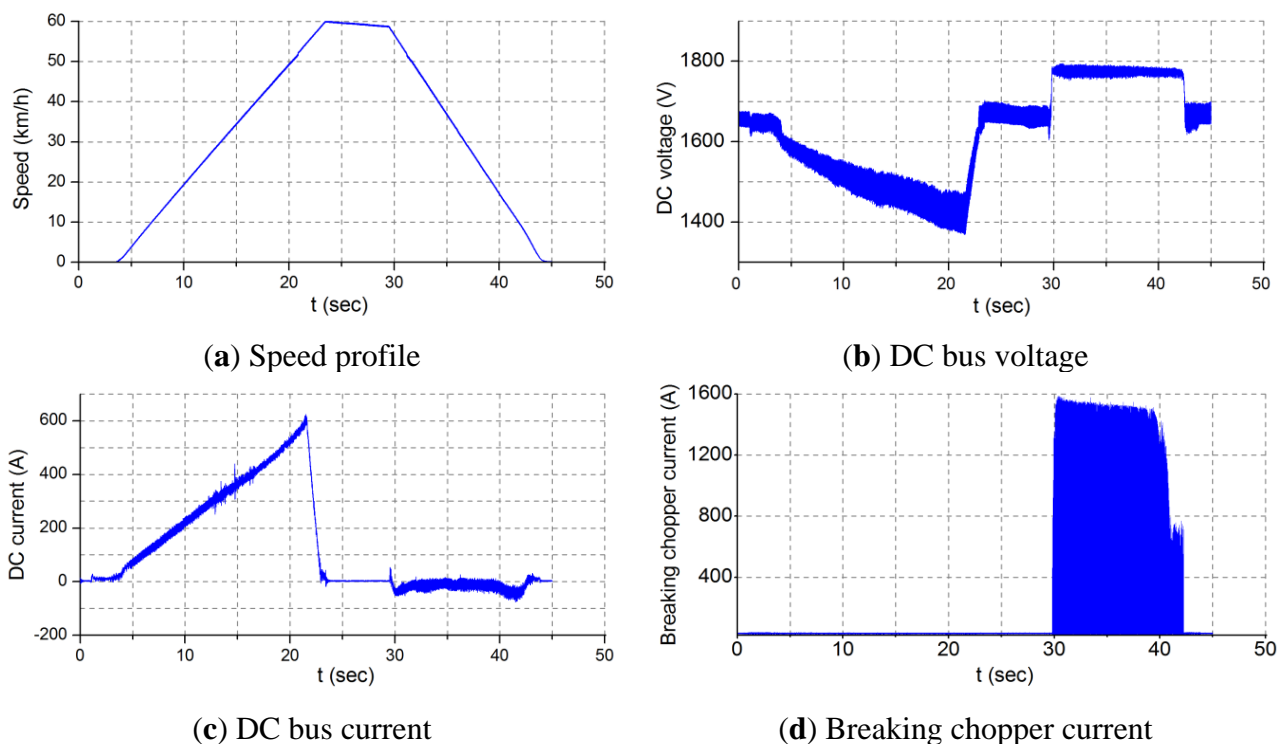 Speed (km/h)
60
50
40
30
20
10
0
0 10 20 30 40 50
t (sec)
(a) Speed profile
DC voltage (V)
1800
1600
1400
0 10 20 30 40 50
t (sec)
(b) DC bus voltage
DC current (A)
600
400
200
0
-200
0 10 20 30 40 50
t (sec)
(c) DC bus current
Breaking chopper current (A)
1600
1200
800
400
0 10 20 30 40 50
t (sec)
(d) Breaking chopper current